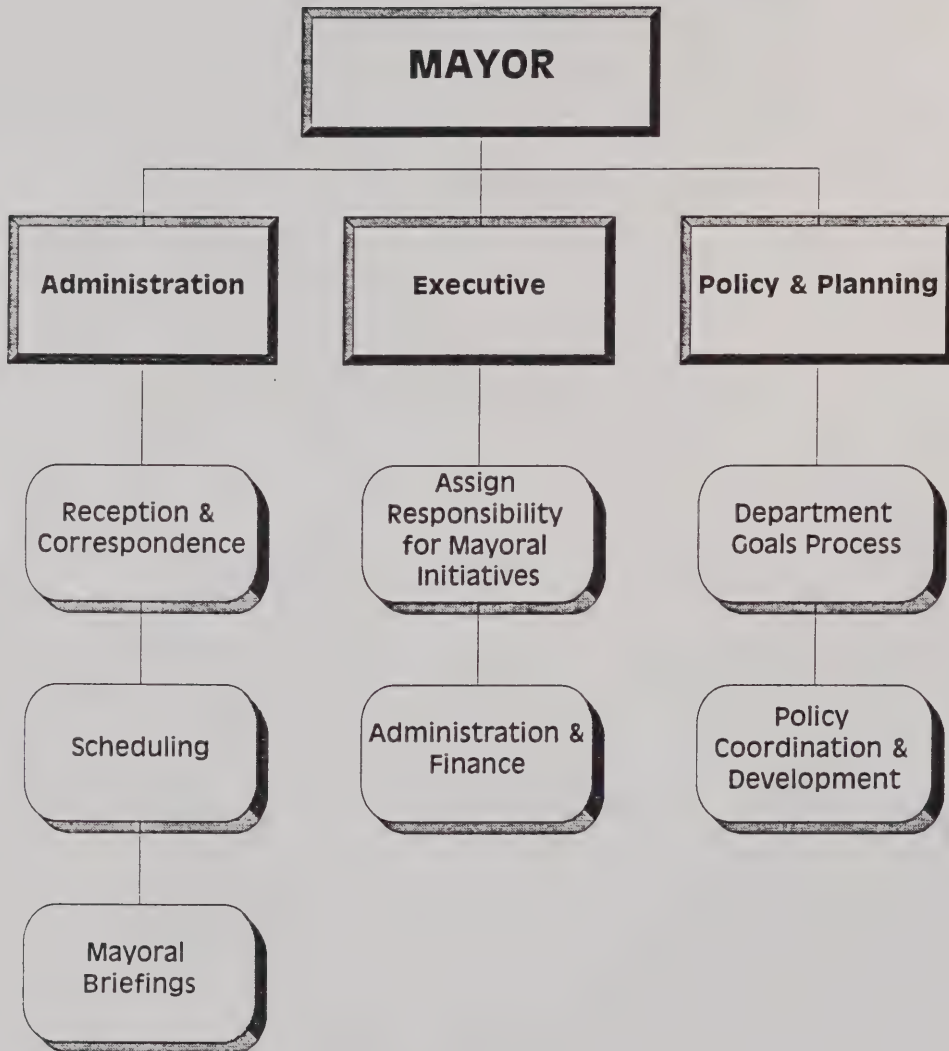 MAYOR
Administration
Executive
Policy & Planning
Reception &
Correspondence
Assign
Responsibility
for Mayoral
Initiatives
Department
Goals Process
Scheduling
Administration &
Finance
Policy
Coordination &
Development
Mayoral
Briefings